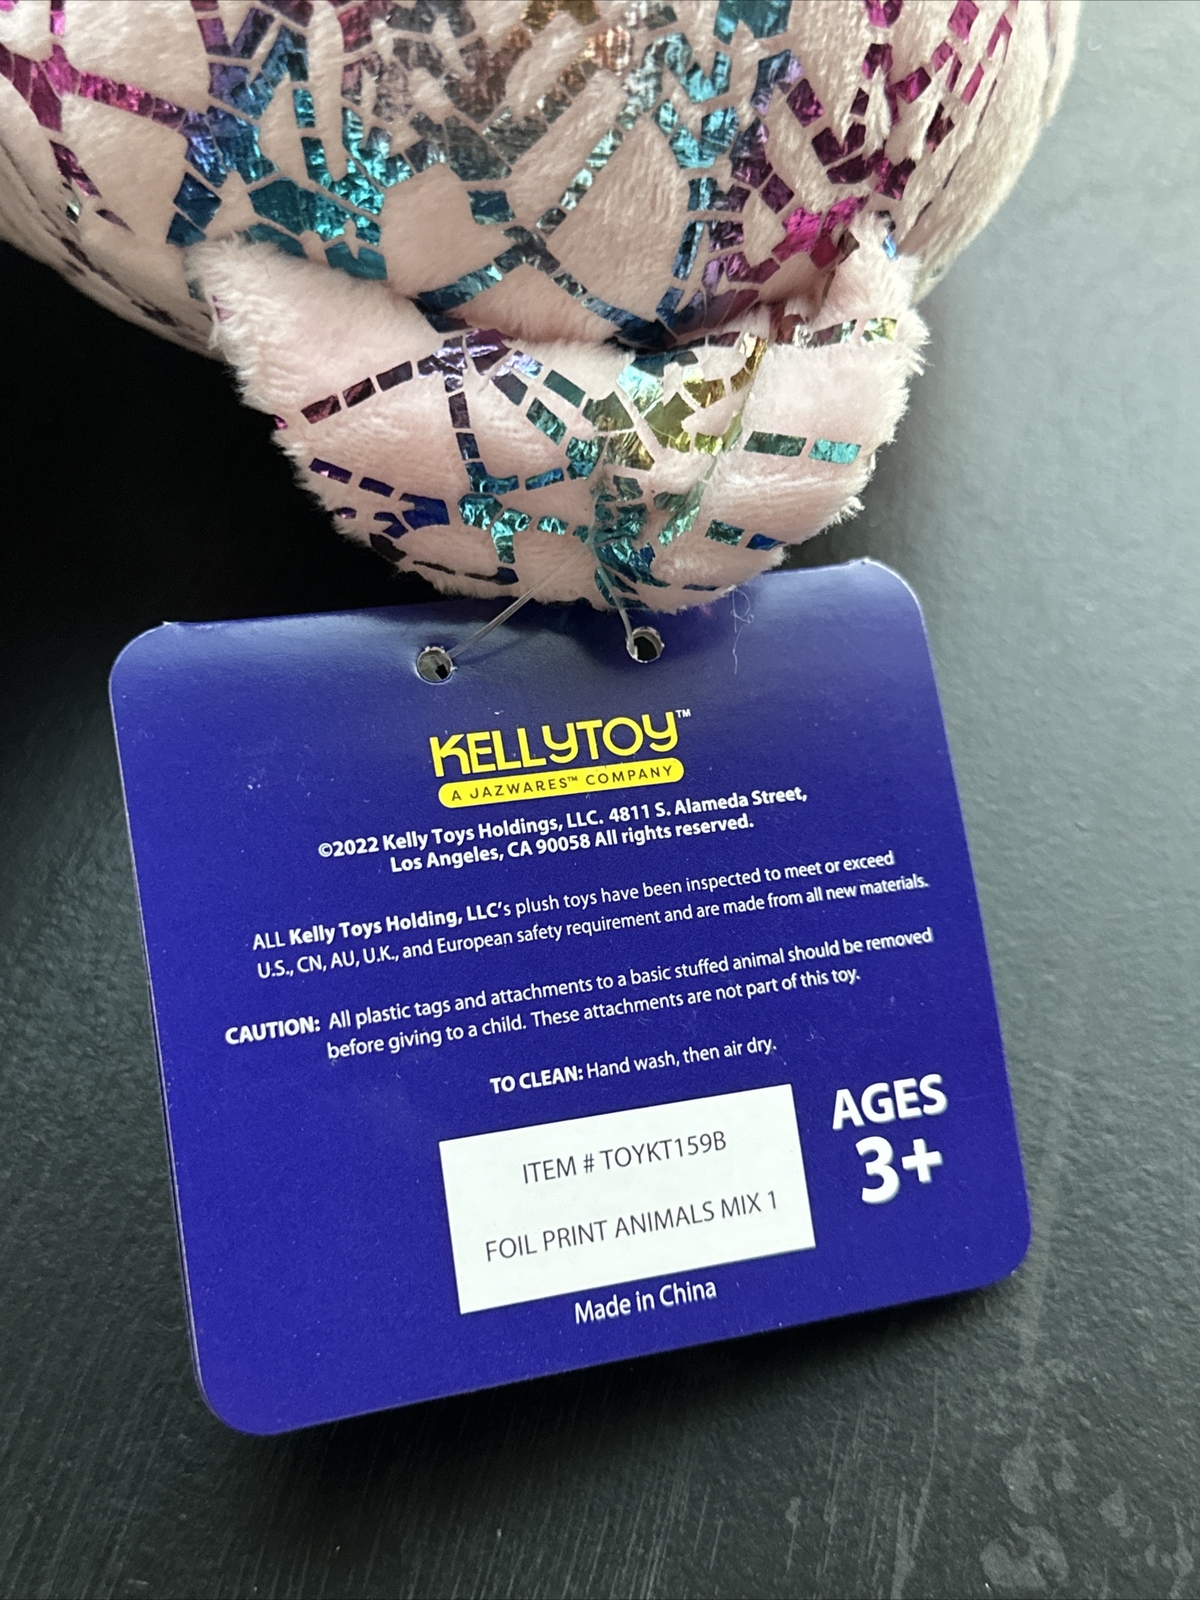 KELLYTOY™
A JAZWARES™ COMPANY
©2022 Kelly Toys Holdings, LLC. 4811 S. Alameda Street,
Los Angeles, CA 90058 All rights reserved.
ALL Kelly Toys Holding, LLC's plush toys have been inspected to meet or exceed
U.S., CN, AU, U.K., and European safety requirement and are made from all new materials.
CAUTION: All plastic tags and attachments to a basic stuffed animal should be removed
before giving to a child. These attachments are not part of this toy.
TO CLEAN: Hand wash, then air dry.
AGES
3+
ITEM # TOYKT159B
FOIL PRINT ANIMALS MIX 1
Made in China